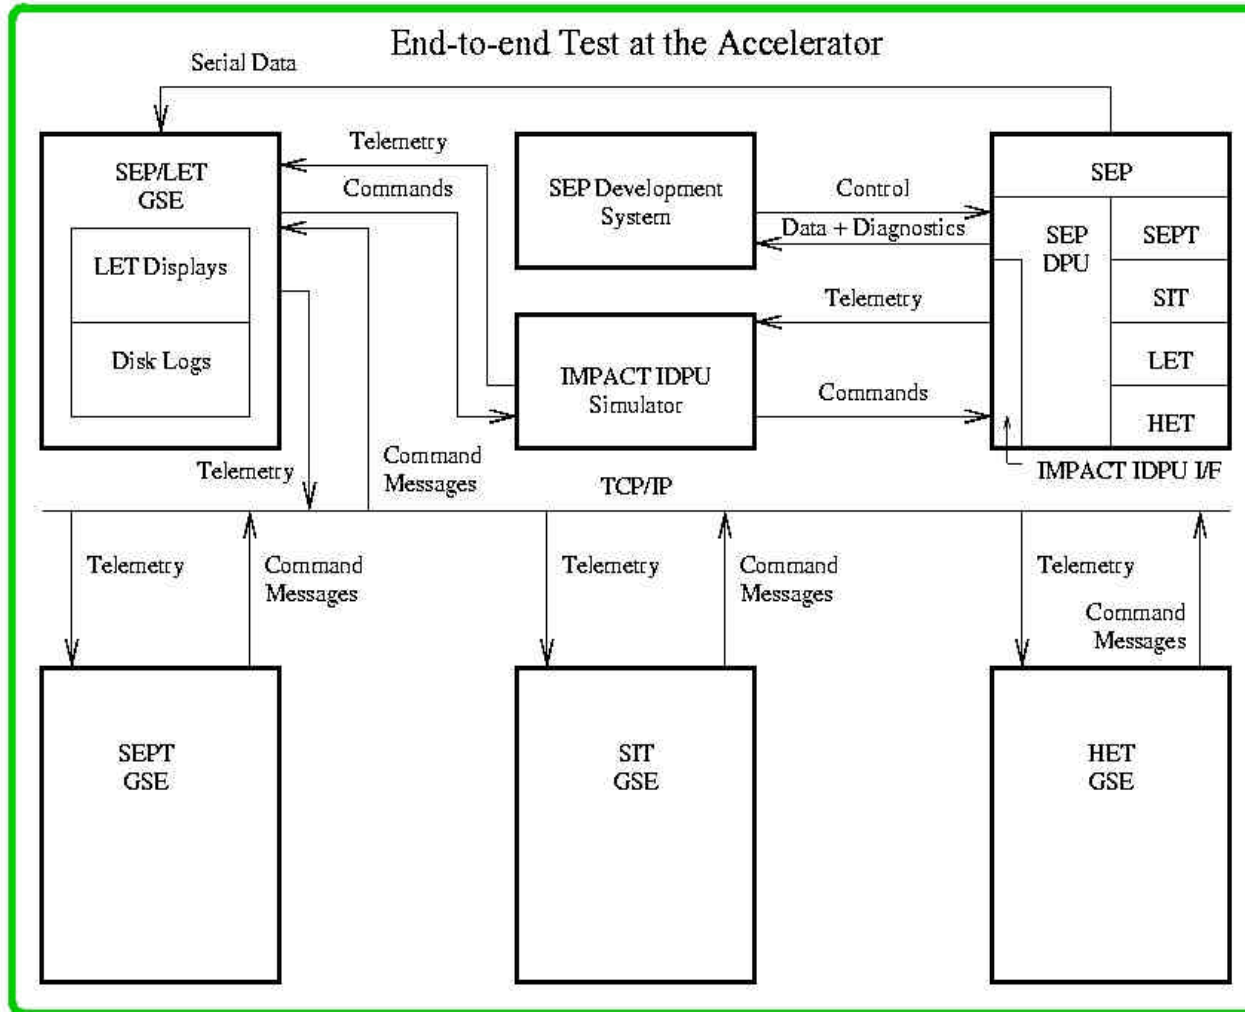 End-to-end Test at the Accelerator
Serial Data
SEP/LET
GSE
LET Displays
Disk Logs
Telemetry
Commands
SEP Development
System
Control
Data + Diagnostics
IMPACT IDPU
Simulator
Telemetry
Commands
SEP
SEP
DPU
SEPT
SIT
LET
HET
IMPACT IDPU I/F
Telemetry
Command
Messages
TCP/IP
Telemetry
Command
Messages
Telemetry
Command
Messages
Telemetry
Command
Messages
SEPT
GSE
SIT
GSE
HET
GSE